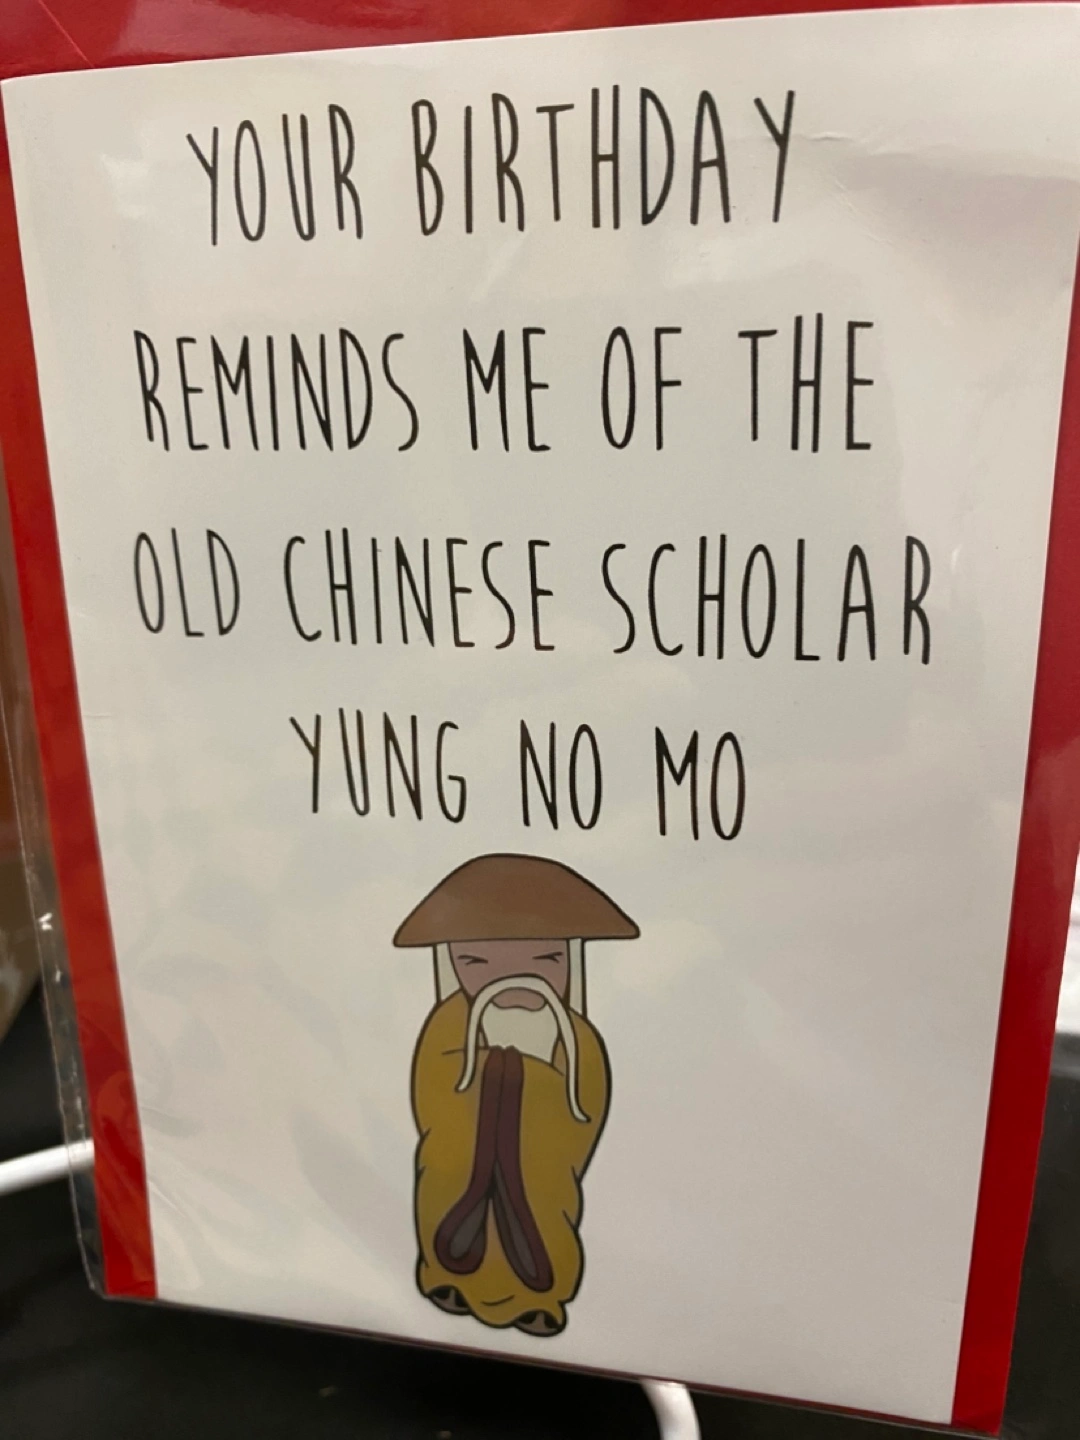 YOUR BIRTHDAY
REMINDS ME OF THE
OLD CHINESE SCHOLAR
YUNG NO MO